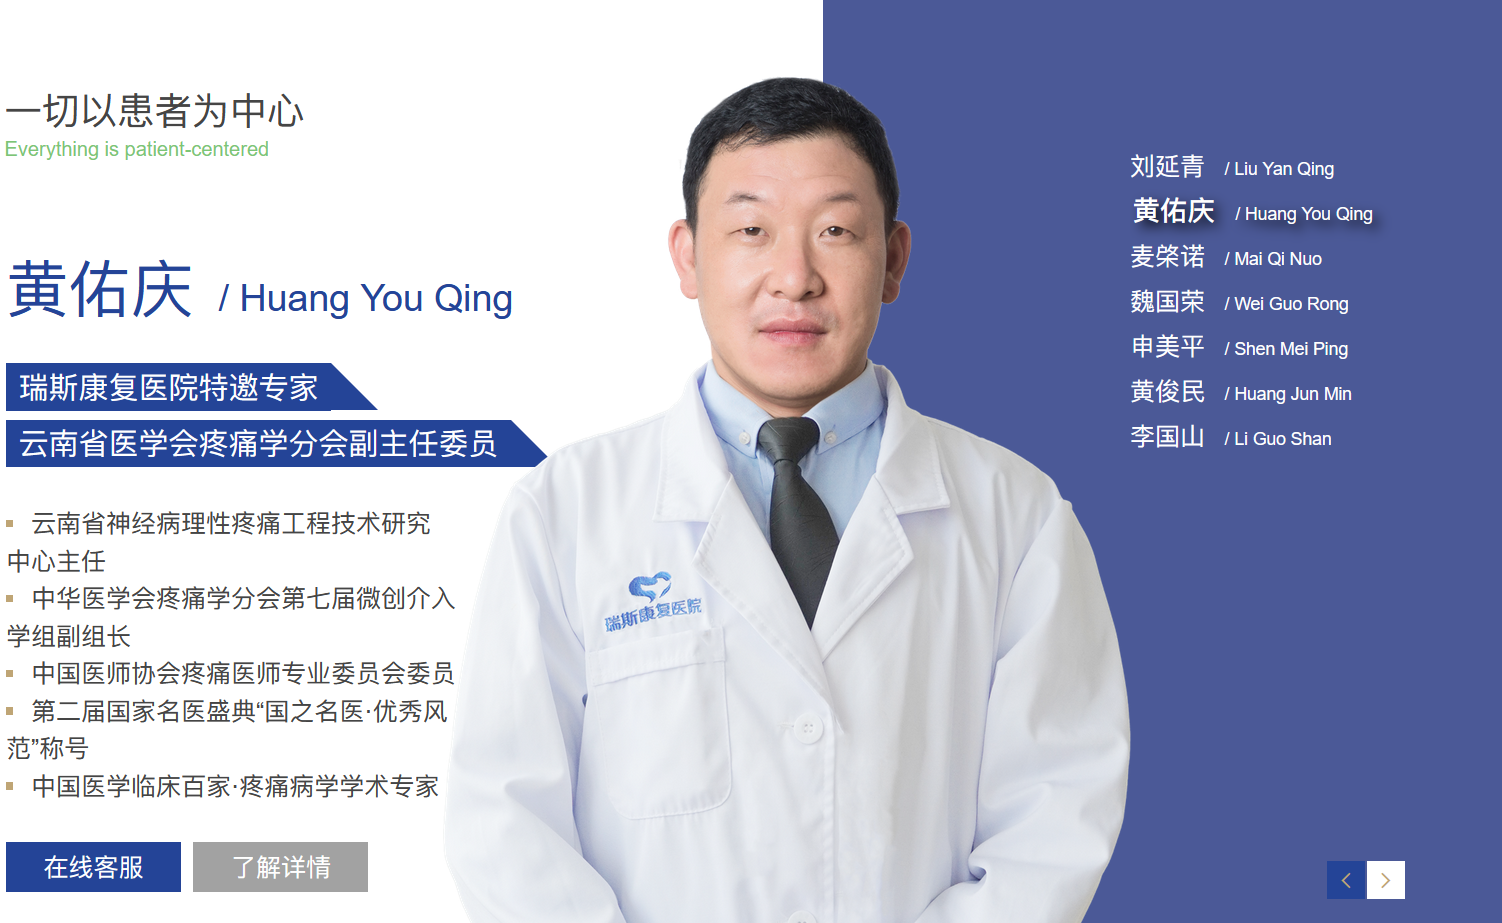 一切以患者为中心
Everything is patient-centered
黄佑庆 / Huang You Qing
瑞斯康复医院特邀专家
云南省医学会疼痛学分会副主任委员
云南省神经病理性疼痛工程技术研究
中心主任
中华医学会疼痛学分会第七届微创介入
学组副组长
中国医师协会疼痛医师专业委员会委员
第二届国家名医盛典“国之名医·优秀风
范”称号
中国医学临床百家·疼痛病学学术专家
在线客服
了解详情
瑞斯康复医院
刘延青 / Liu Yan Qing
黄佑庆 / Huang You Qing
麦棨诺 / Mai Qi Nuo
魏国荣 / Wei Guo Rong
申美平 / Shen Mei Ping
黄俊民 / Huang Jun Min
李国山 / Li Guo Shan